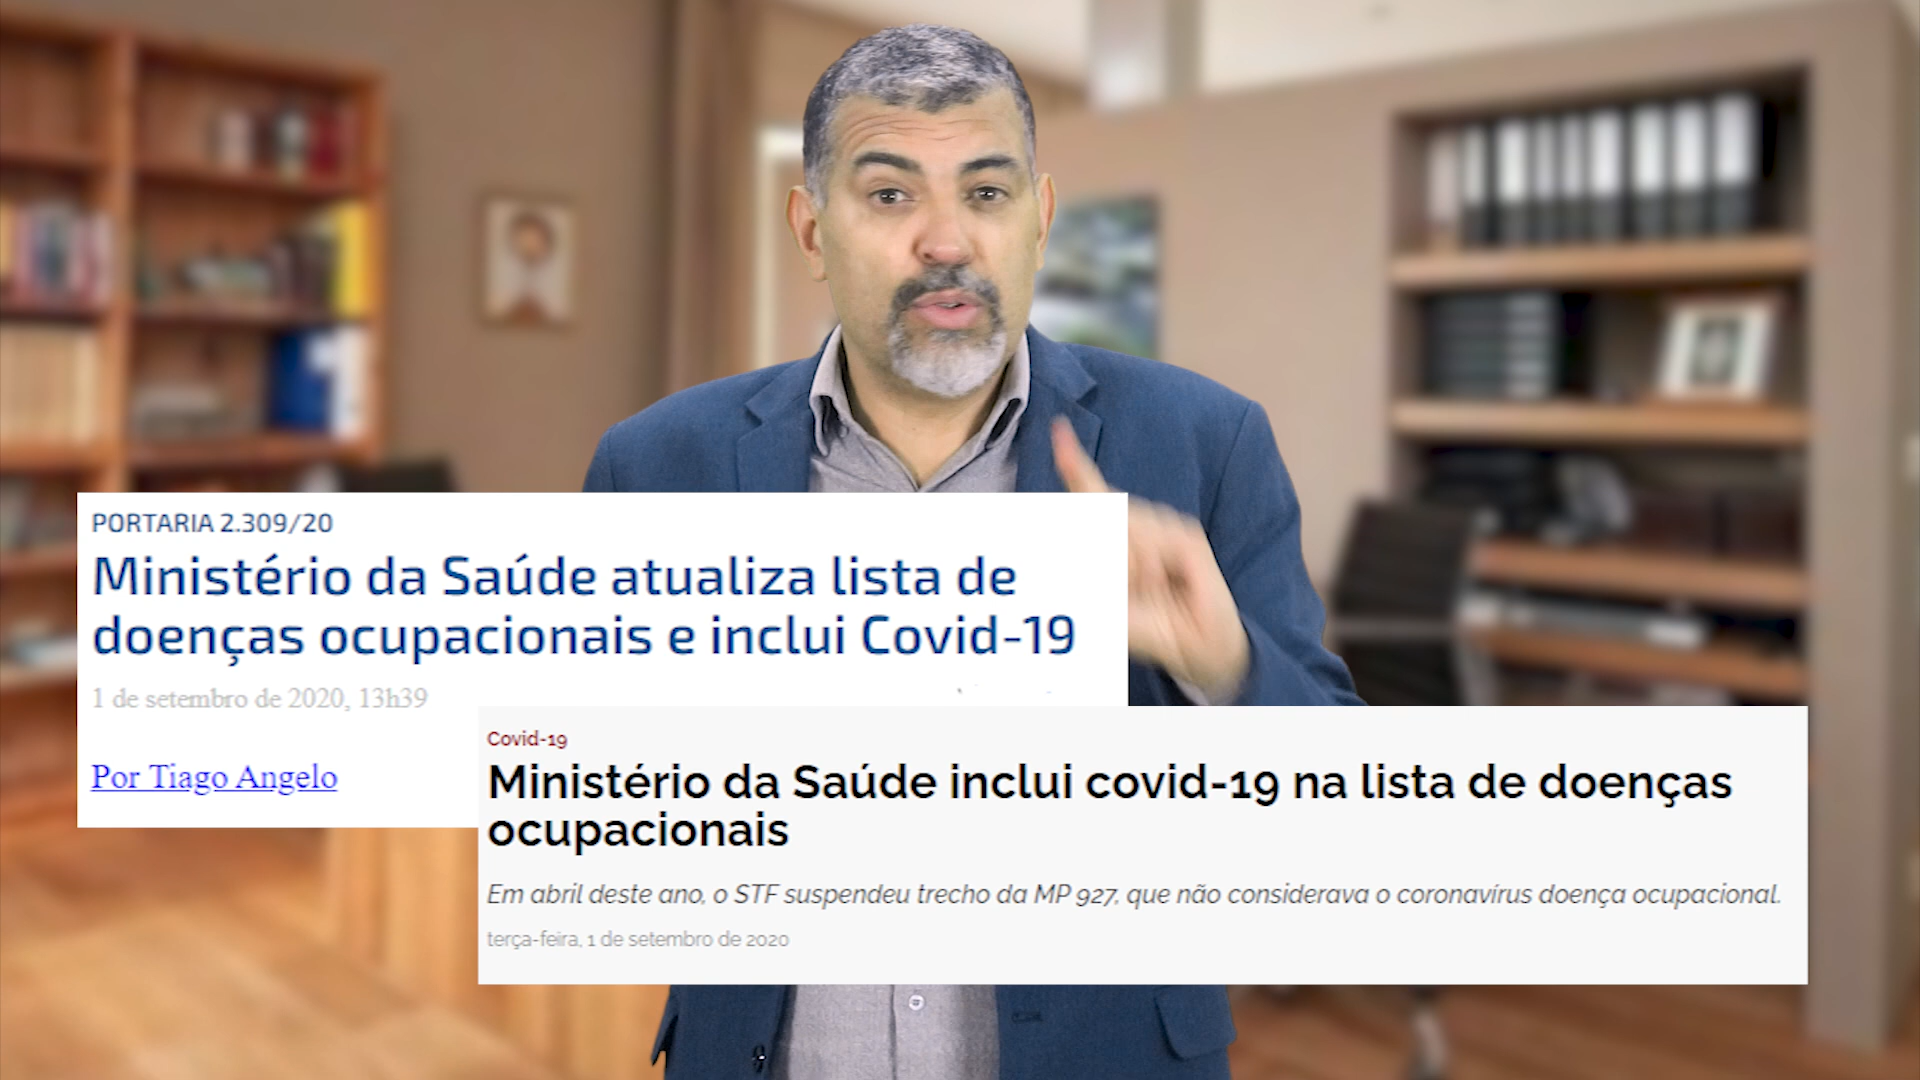 PORTARIA 2.309/20
Ministério da Saúde atualiza lista de
doenças ocupacionais e inclui Covid-19
1 de setembro de 2020, 13h39
Por Tiago Angelo
Covid-19
Ministério da Saúde inclui covid-19 na lista de doenças
ocupacionais
Em abril deste ano, o STF suspendeu trecho da MP 927, que não considerava o coronavírus doença ocupacional.
terça-feira, 1 de setembro de 2020